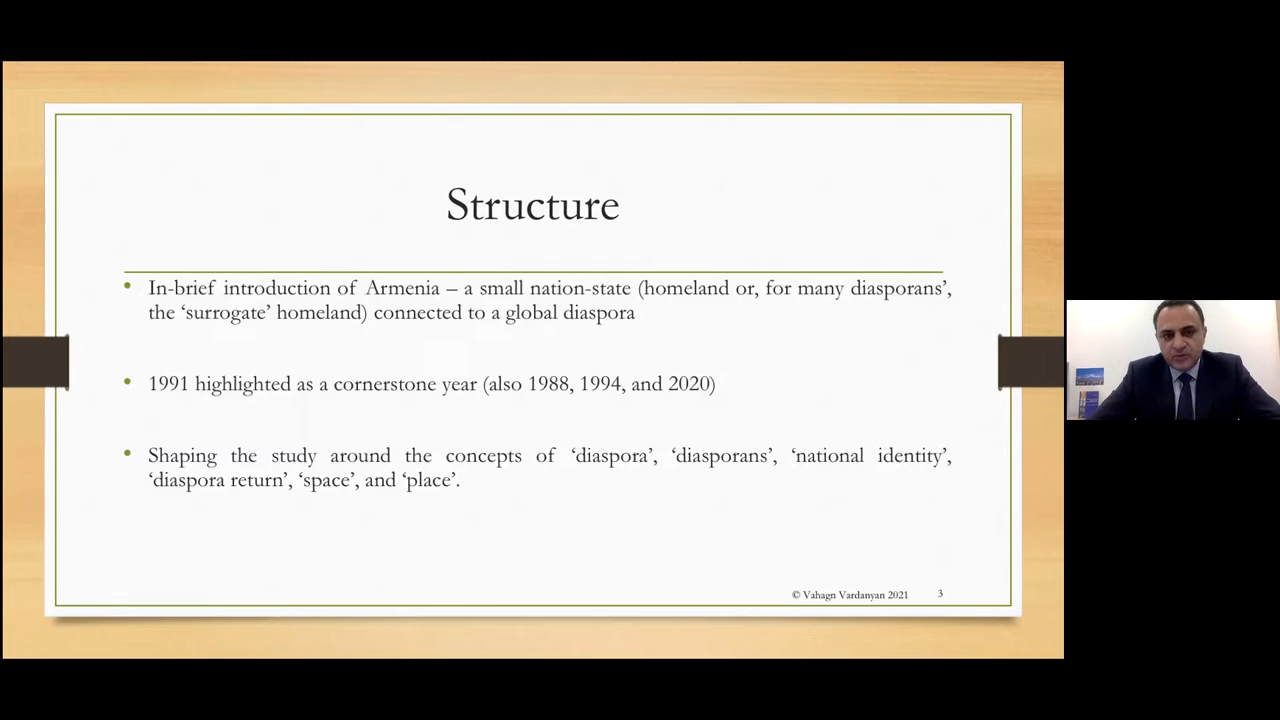 Structure
• In-brief introduction of Armenia – a small nation-state (homeland or, for many diasporans’,
the ‘surrogate’ homeland) connected to a global diaspora
• 1991 highlighted as a cornerstone year (also 1988, 1994, and 2020)
• Shaping the study around the concepts of ‘diaspora’, ‘diasporans’, ‘national identity’,
‘diaspora return’, ‘space’, and ‘place’.
© Vahagn Vardanyan 2021 3